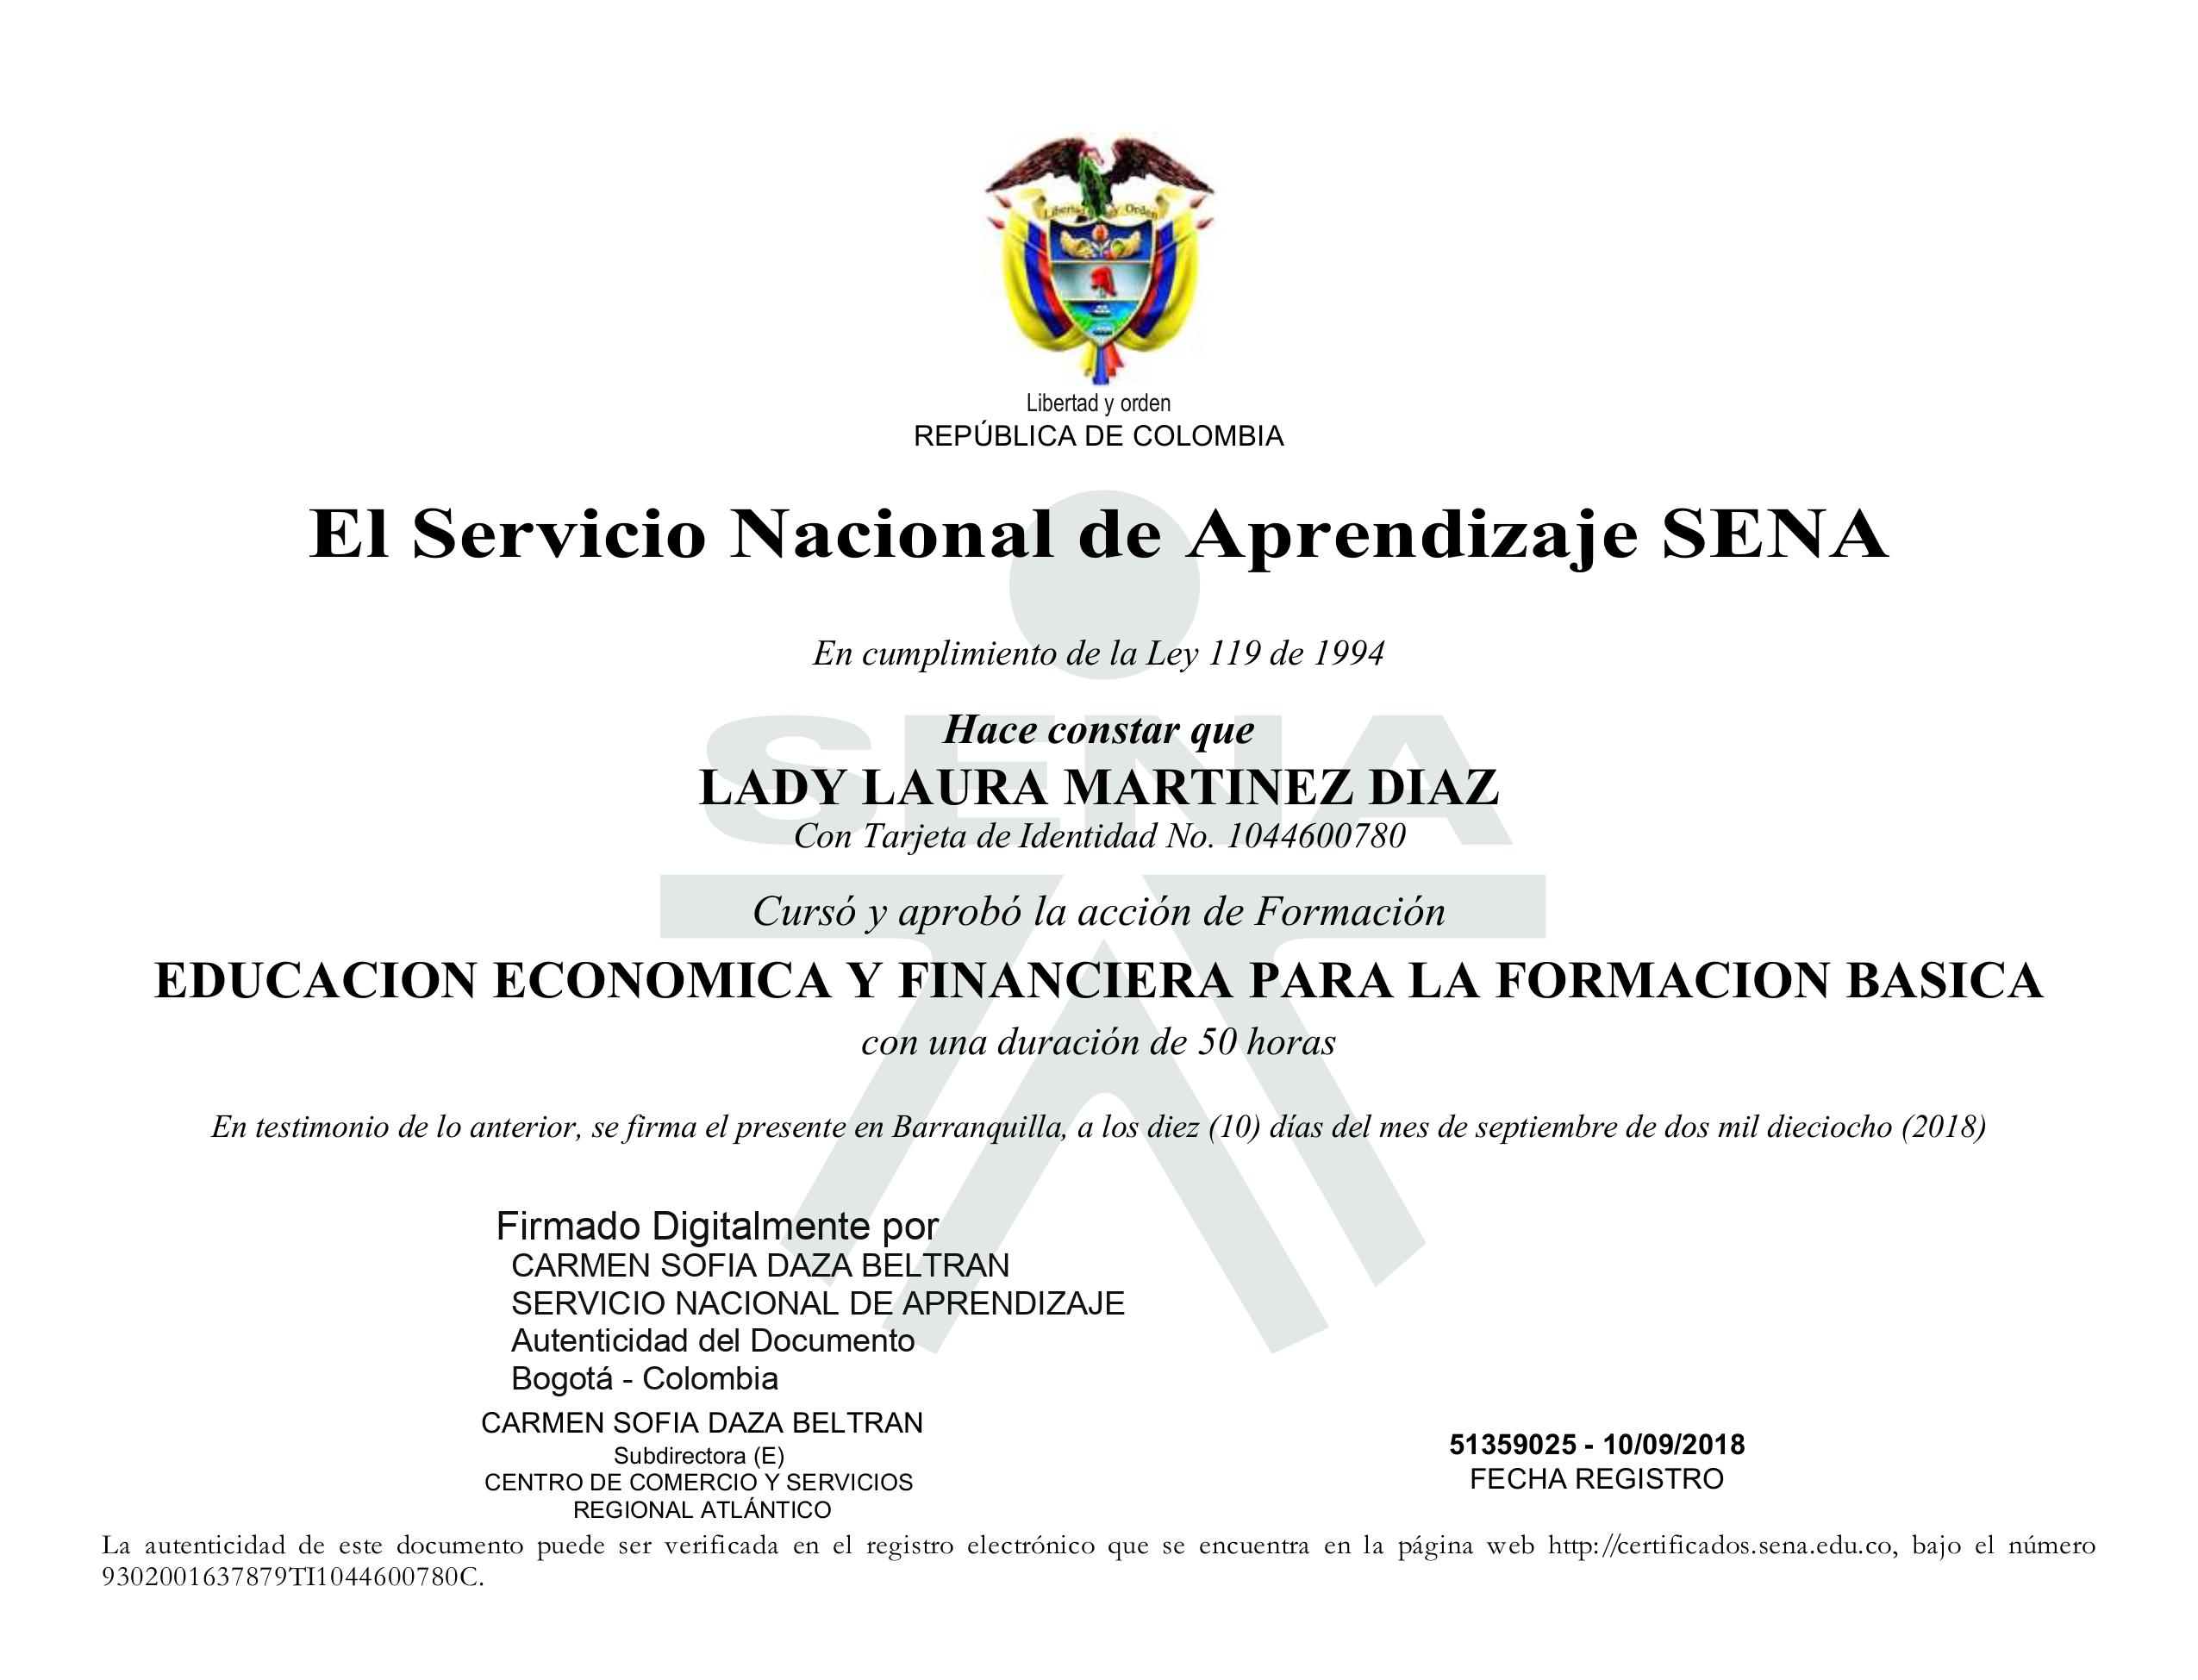 Libertad y Orden
Libertad y orden
REPÚBLICA DE COLOMBIA
El Servicio Nacional de Aprendizaje SENA
En cumplimiento de la Ley 119 de 1994
Hace constar que
SENA
LADY LAURA MARTINEZ DIAZ
Con Tarjeta de Identidad No. 1044600780
Cursó y aprobó la acción de Formación
EDUCACION ECONOMICA Y FINANCIERA PARA LA FORMACION BASICA
con una duración de 50 horas
En testimonio de lo anterior, se firma el presente en Barranquilla, a los diez (10) días del mes de septiembre de dos mil dieciocho (2018)
Firmado Digitalmente por
CARMEN SOFIA DAZA BELTRAN
SERVICIO NACIONAL DE APRENDIZAJE
Autenticidad del Documento
Bogotá - Colombia
CARMEN SOFIA DAZA BELTRAN
Subdirectora (E)
CENTRO DE COMERCIO Y SERVICIOS
REGIONAL ATLÁNTICO
51359025 - 10/09/2018
FECHA REGISTRO
La autenticidad de este documento puede ser verificada en el registro electrónico que se encuentra en la página web http://certificados.sena.edu.co, bajo el número
9302001637879TI1044600780C.